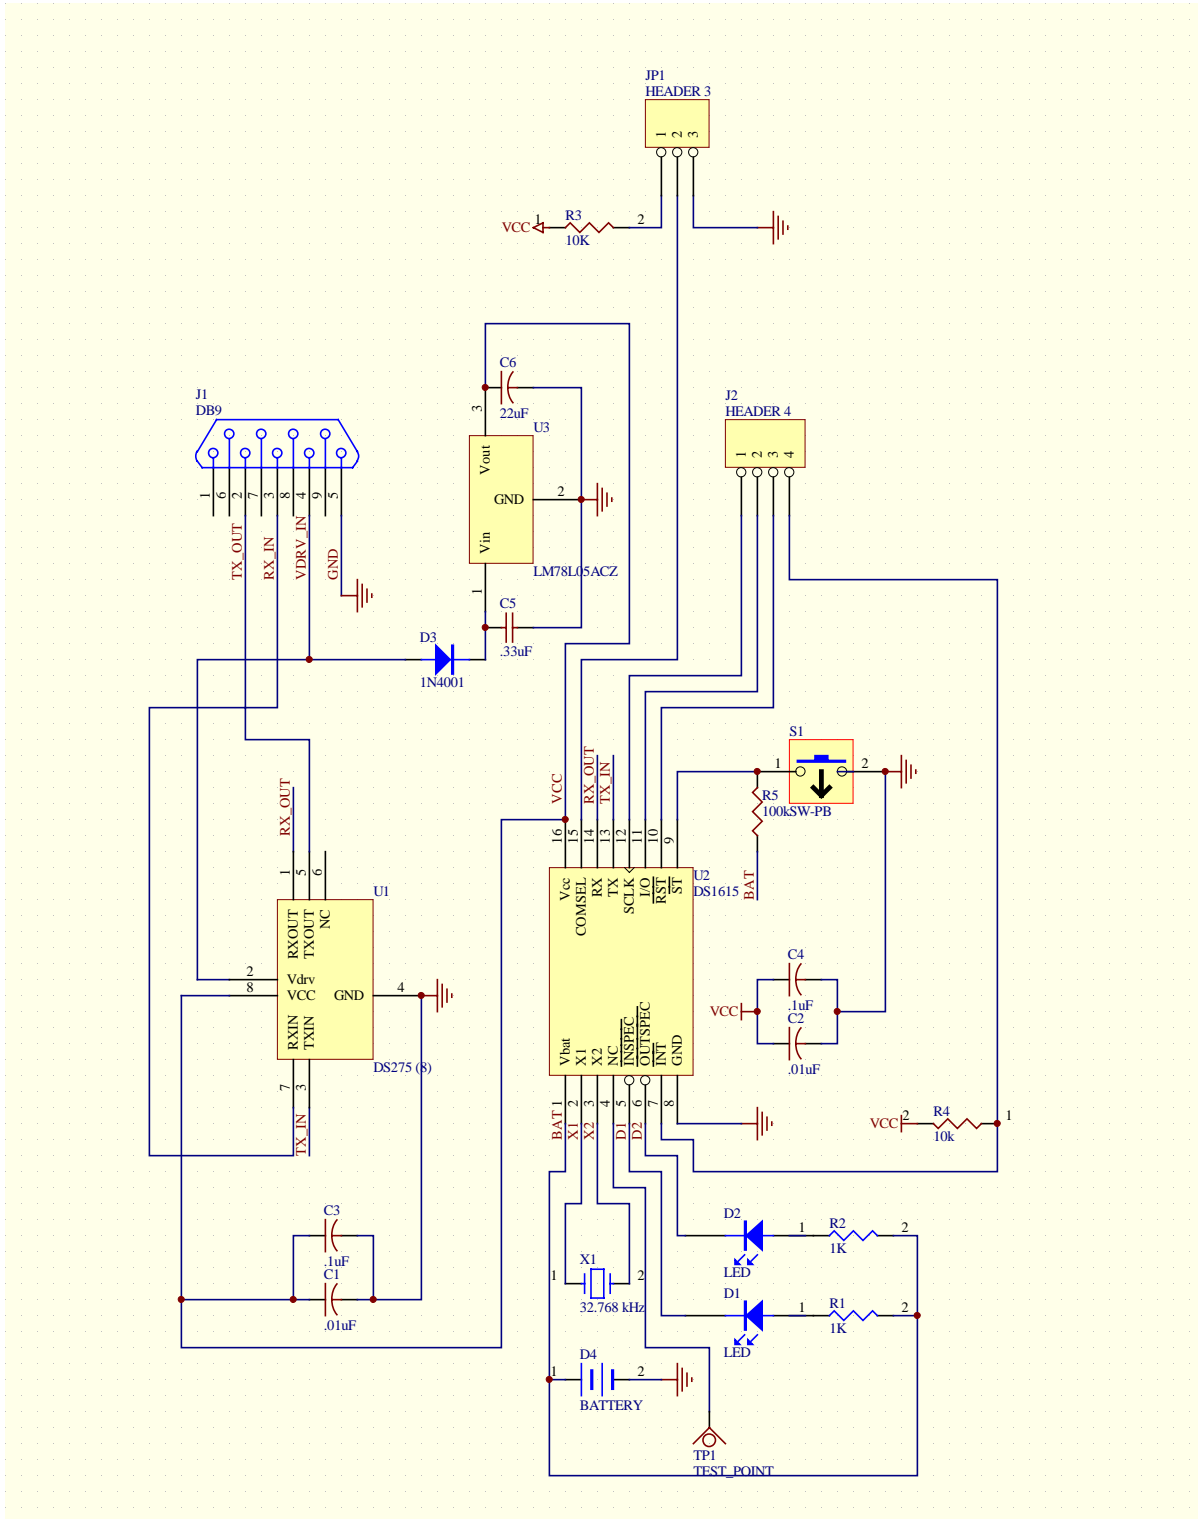 JP1
HEADER 3
1
2
3
VCC
1
R3
10K
2
C6
22uF
3
U3
Vout
GND
2
Vin
LM78L05ACZ
1
C5
.33uF
J1
DB9
1
6
2
7
3
8
4
9
5
TX_OUT
RX_IN
VDRV_IN
GND
J2
HEADER 4
1
2
3
4
D3
1N4001
S1
1
2
R5
100k
SW-PB
BAT
VCC
RX_OUT
TX_IN
16
15
14
13
12
11
10
9
U2
DS1615
Vcc
COMSEL
RX
TX
SCLK
I/O
RST
ST
Vbat
X1
X2
NC
INSPEC
OUTSPEC
INT
GND
1
2
3
4
5
6
7
8
BAT
X1
X2
D1
D2
RX_OUT
1
5
6
U1
RXOUT
TXOUT
NC
2
Vdrv
8
VCC
GND
4
RXIN
TXIN
DS275 (8)
7
3
TX_IN
C4
.1uF
VCC
C2
.01uF
VCC
2
R4
10k
1
C3
.1uF
C1
.01uF
D2
LED
1
R2
1K
2
X1
1
2
32.768 kHz
D1
LED
1
R1
1K
2
D4
1
2
BATTERY
TP1
TEST_POINT